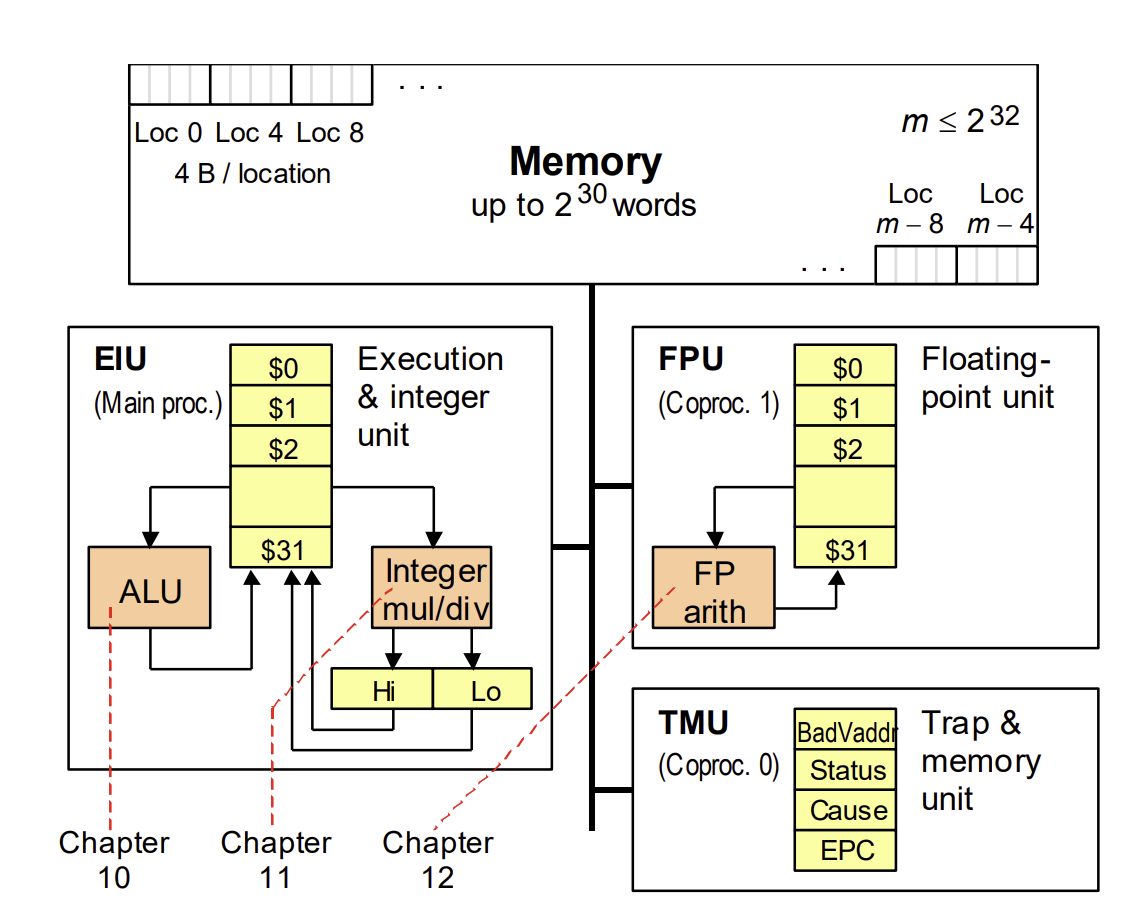 . . .
Loc 0 Loc 4 Loc 8
4 B / location
m ≤ 2^32
Memory
up to 2^30 words
Loc
m – 8
Loc
m – 4
. . .
EIU
(Main proc.)
$0
$1
$2
$31
Execution
& integer
unit
ALU
Integer
mul/div
Hi
Lo
FPU
(Coproc. 1)
$0
$1
$2
$31
Floating-
point unit
FP
arith
TMU
(Coproc. 0)
BadVaddr
Status
Cause
EPC
Trap &
memory
unit
Chapter
10
Chapter
11
Chapter
12